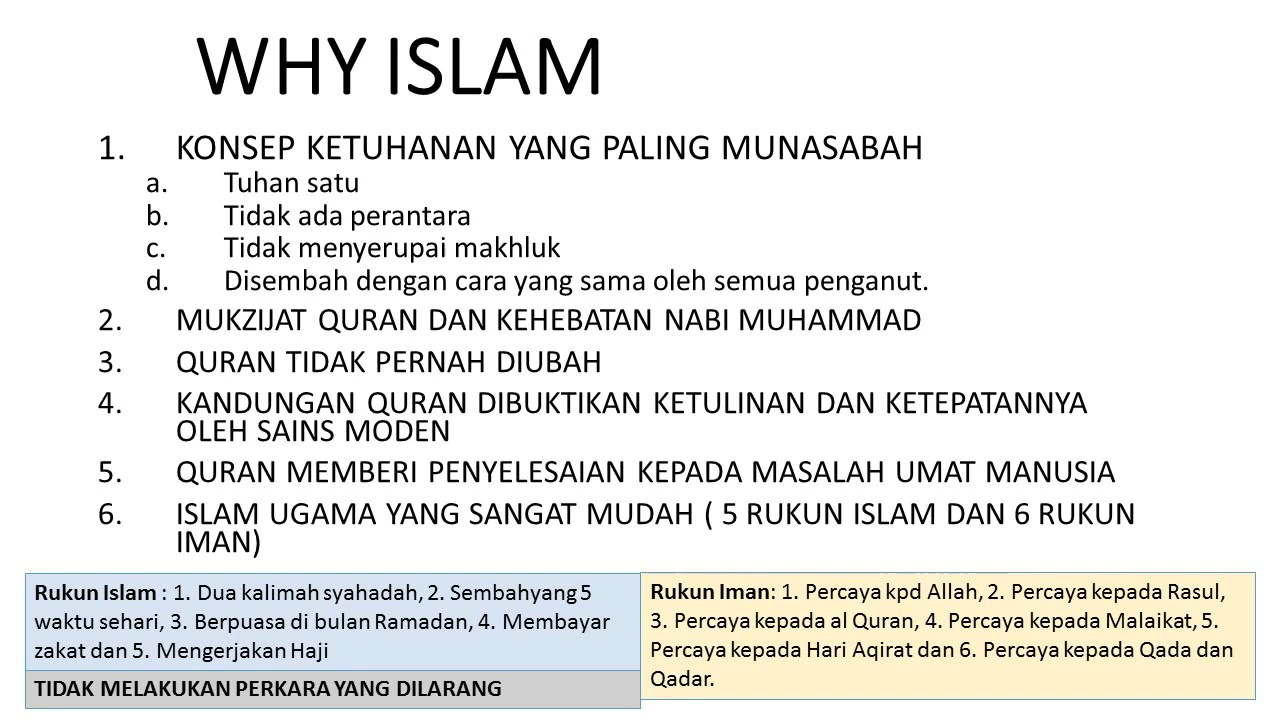 WHY ISLAM
1. KONSEP KETUHANAN YANG PALING MUNASABAH
a. Tuhan satu
b. Tidak ada perantara
c. Tidak menyerupai makhluk
d. Disembah dengan cara yang sama oleh semua penganut.
2. MUKZIJAT QURAN DAN KEHEBATAN NABI MUHAMMAD
3. QURAN TIDAK PERNAH DIUBAH
4. KANDUNGAN QURAN DIBUKTIKAN KETULINAN DAN KETEPATANNYA
OLEH SAINS MODEN
5. QURAN MEMBERI PENYELESAIAN KEPADA MASALAH UMAT MANUSIA
6. ISLAM UGAMA YANG SANGAT MUDAH ( 5 RUKUN ISLAM DAN 6 RUKUN
IMAN)
Rukun Islam : 1. Dua kalimah syahadah, 2. Sembahyang 5
waktu sehari, 3. Berpuasa di bulan Ramadan, 4. Membayar
zakat dan 5. Mengerjakan Haji
TIDAK MELAKUKAN PERKARA YANG DILARANG
Rukun Iman: 1. Percaya kpd Allah, 2. Percaya kepada Rasul,
3. Percaya kepada al Quran, 4. Percaya kepada Malaikat, 5.
Percaya kepada Hari Aqirat dan 6. Percaya kepada Qada dan
Qadar.